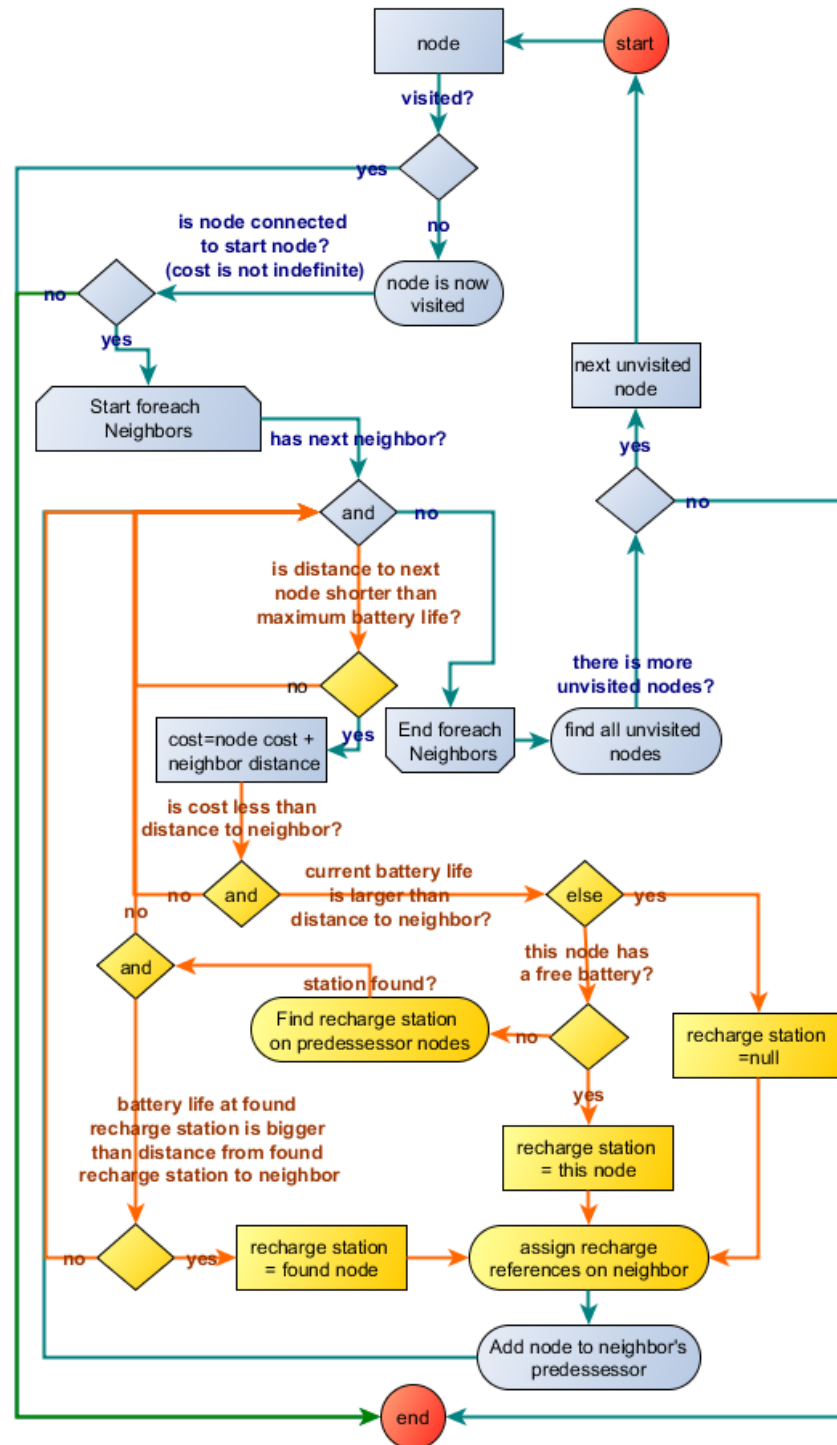 node
start
visited?
yes
no
is node connected
to start node?
(cost is not indefinite)
node is now
visited
no
yes
next unvisited
node
Start foreach
Neighbors
has next neighbor?
yes
and
no
no
is distance to next
node shorter than
maximum battery life?
there is more
unvisited nodes?
no
yes
cost=node cost +
neighbor distance
End foreach
Neighbors
find all unvisited
nodes
is cost less than
distance to neighbor?
no
and
current battery life
is larger than
distance to neighbor?
else
yes
no
and
this node has
a free battery?
station found?
Find recharge station
on predessessor nodes
no
recharge station
=null
yes
battery life at found
recharge station is bigger
than distance from found
recharge station to neighbor
recharge station
= this node
no
yes
recharge station
= found node
assign recharge
references on neighbor
Add node to neighbor's
predessessor
end